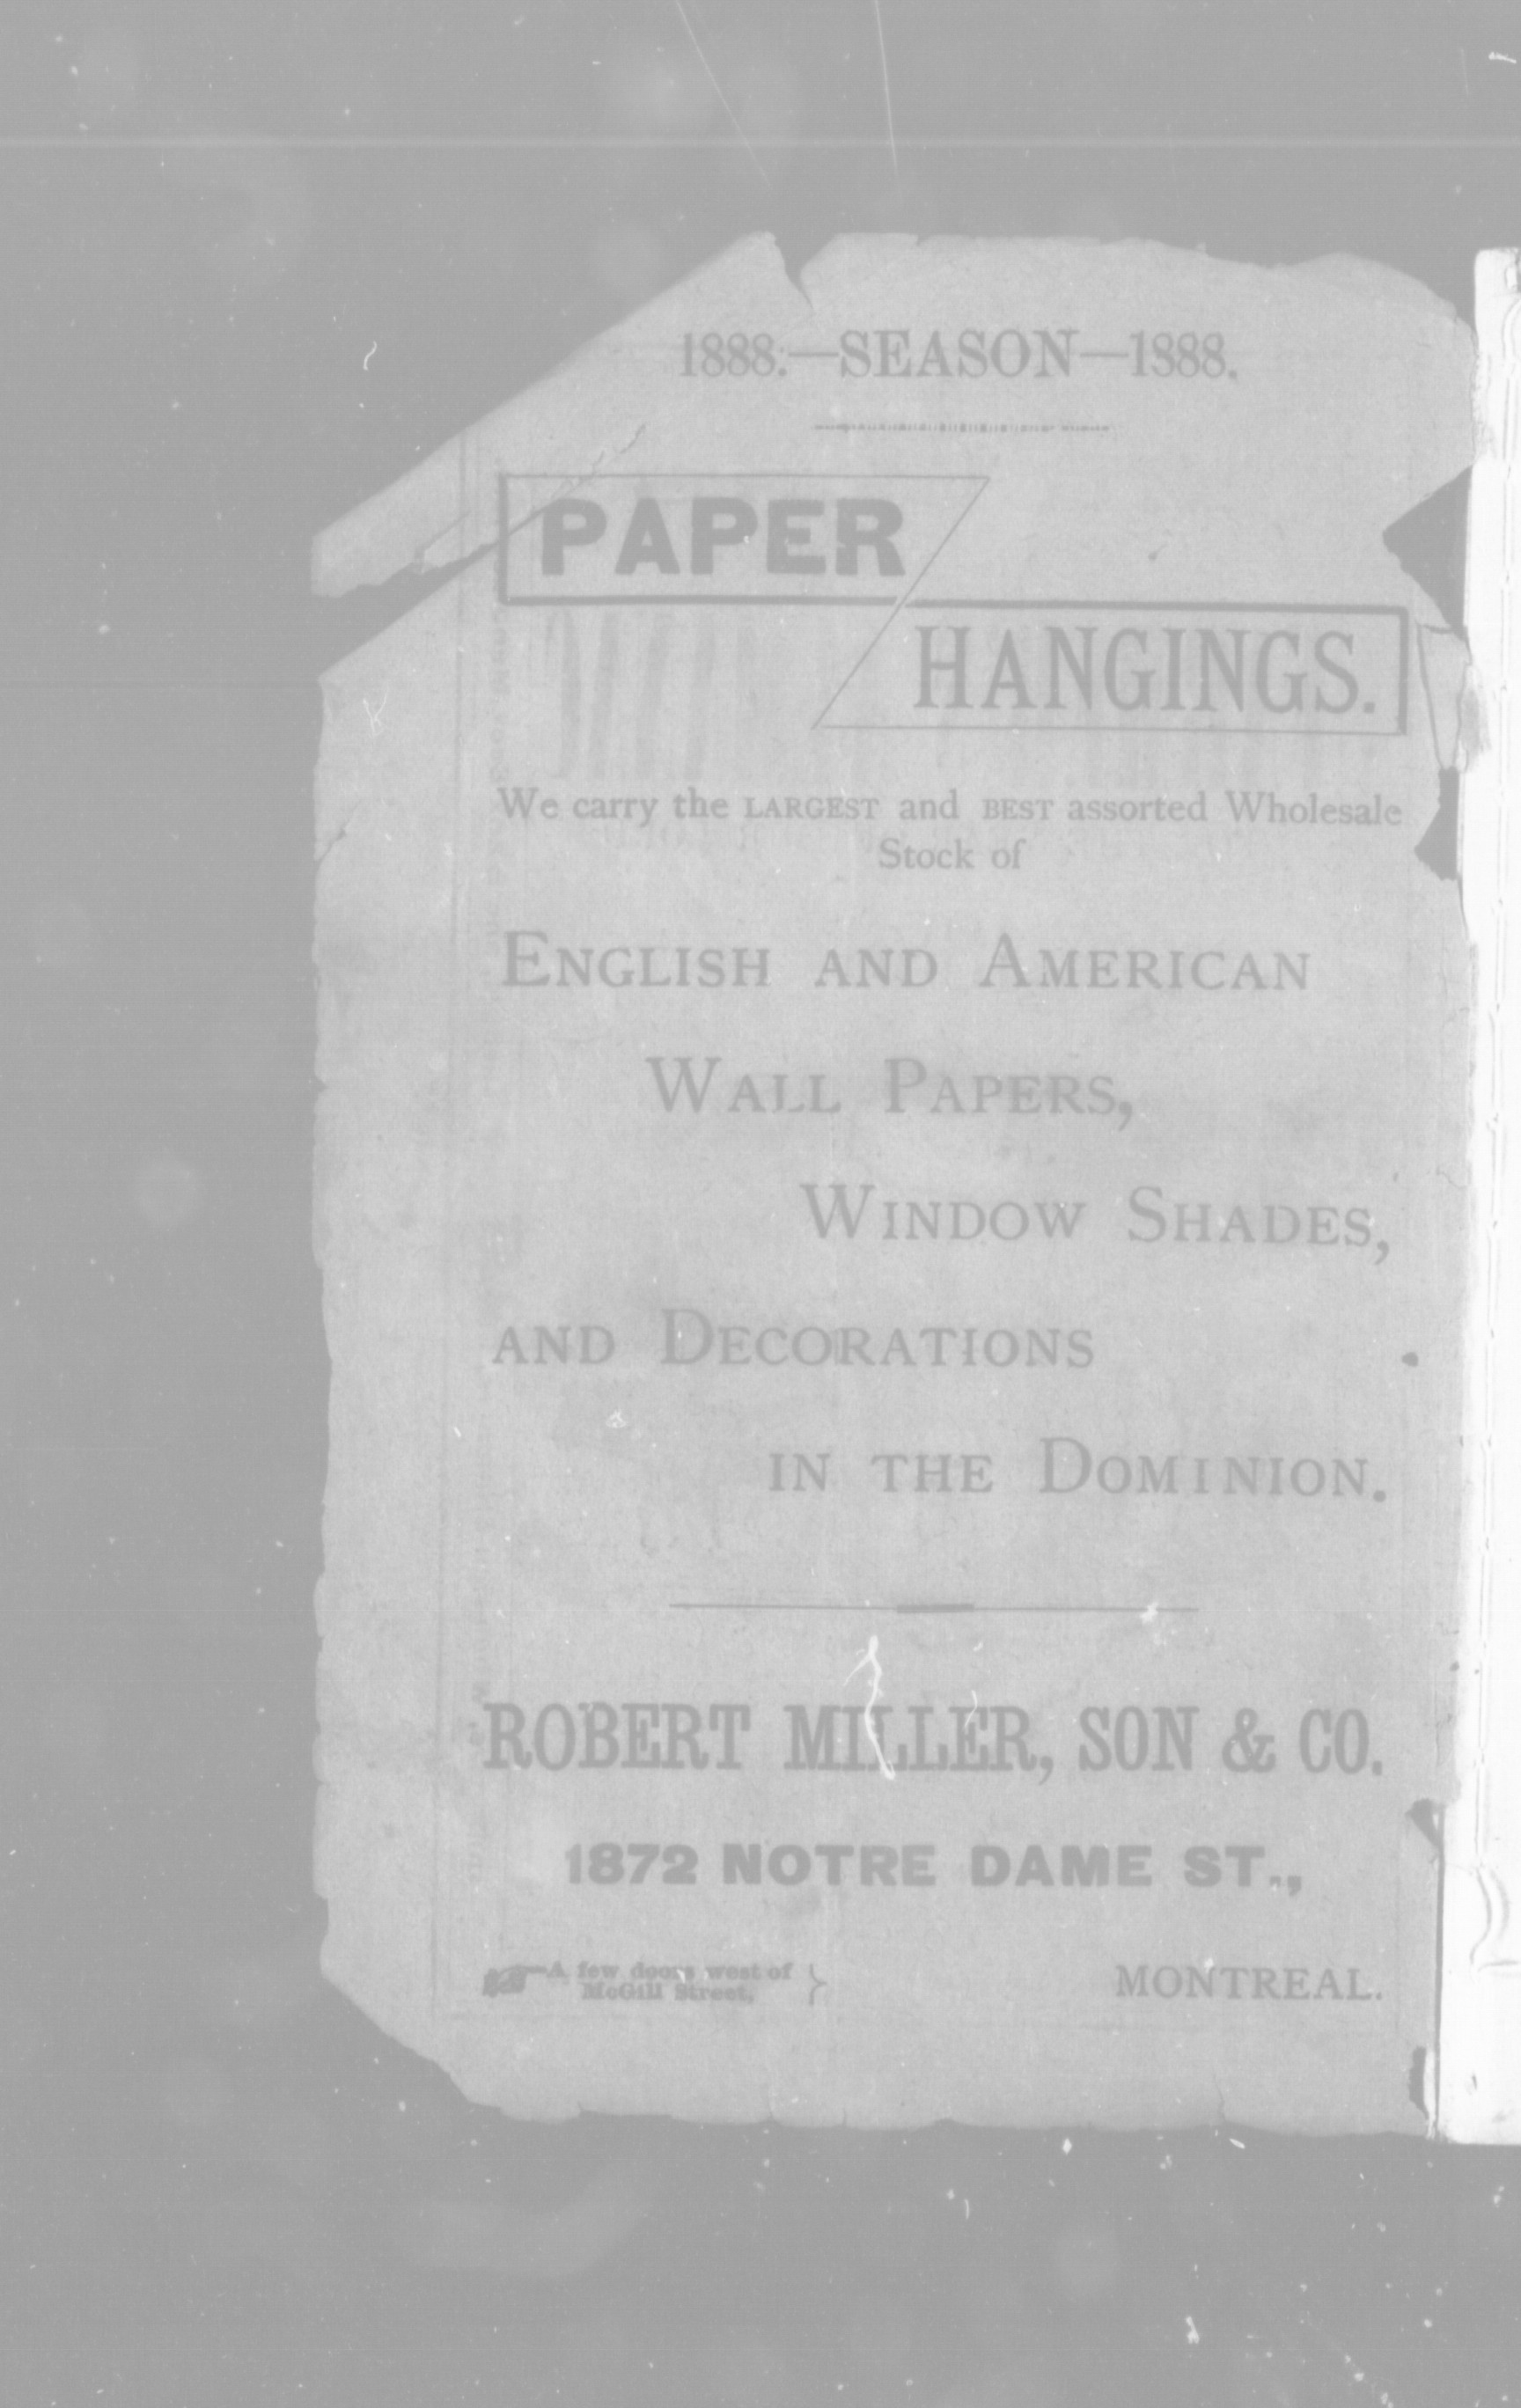 1888.—SEASON—1888.
PAPER
HANGINGS.
We carry the LARGEST and BEST assorted Wholesale
Stock of
ENGLISH AND AMERICAN
WALL PAPERS,
WINDOW SHADES,
AND DECORATIONS
IN THE DOMINION.
ROBERT MILLER, SON & CO.
1872 NOTRE DAME ST.,
☞A few doors west of
McGill Street, }
MONTREAL.